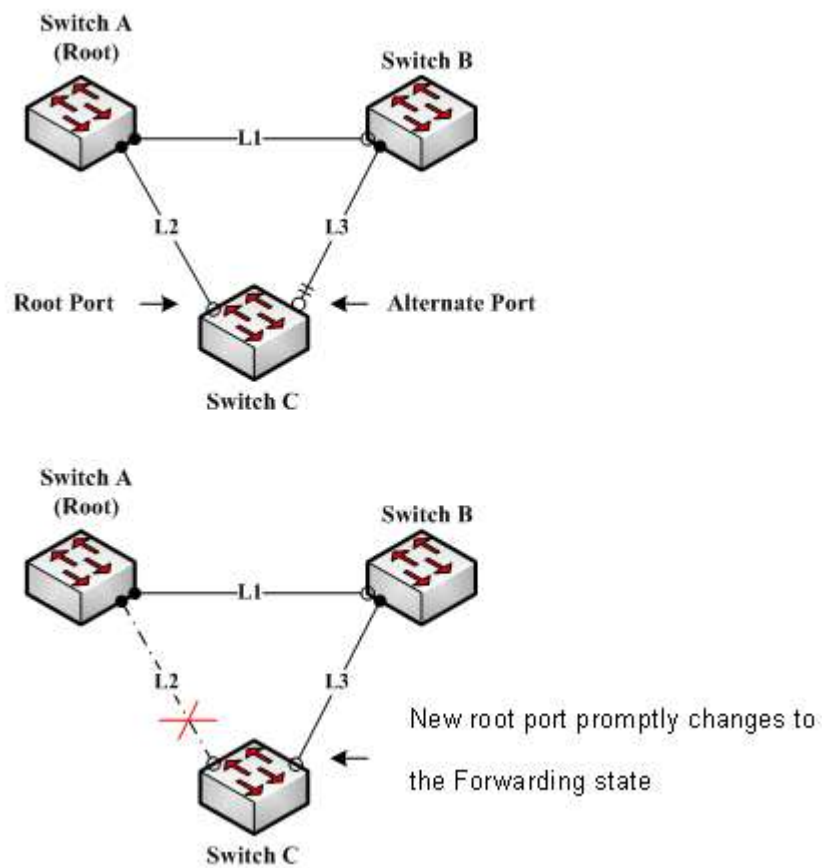 Switch A
(Root)
Switch B
L1
L2
L3
Root Port
Alternate Port
Switch C
Switch A
(Root)
Switch B
L1
L2
L3
New root port promptly changes to
the Forwarding state
Switch C